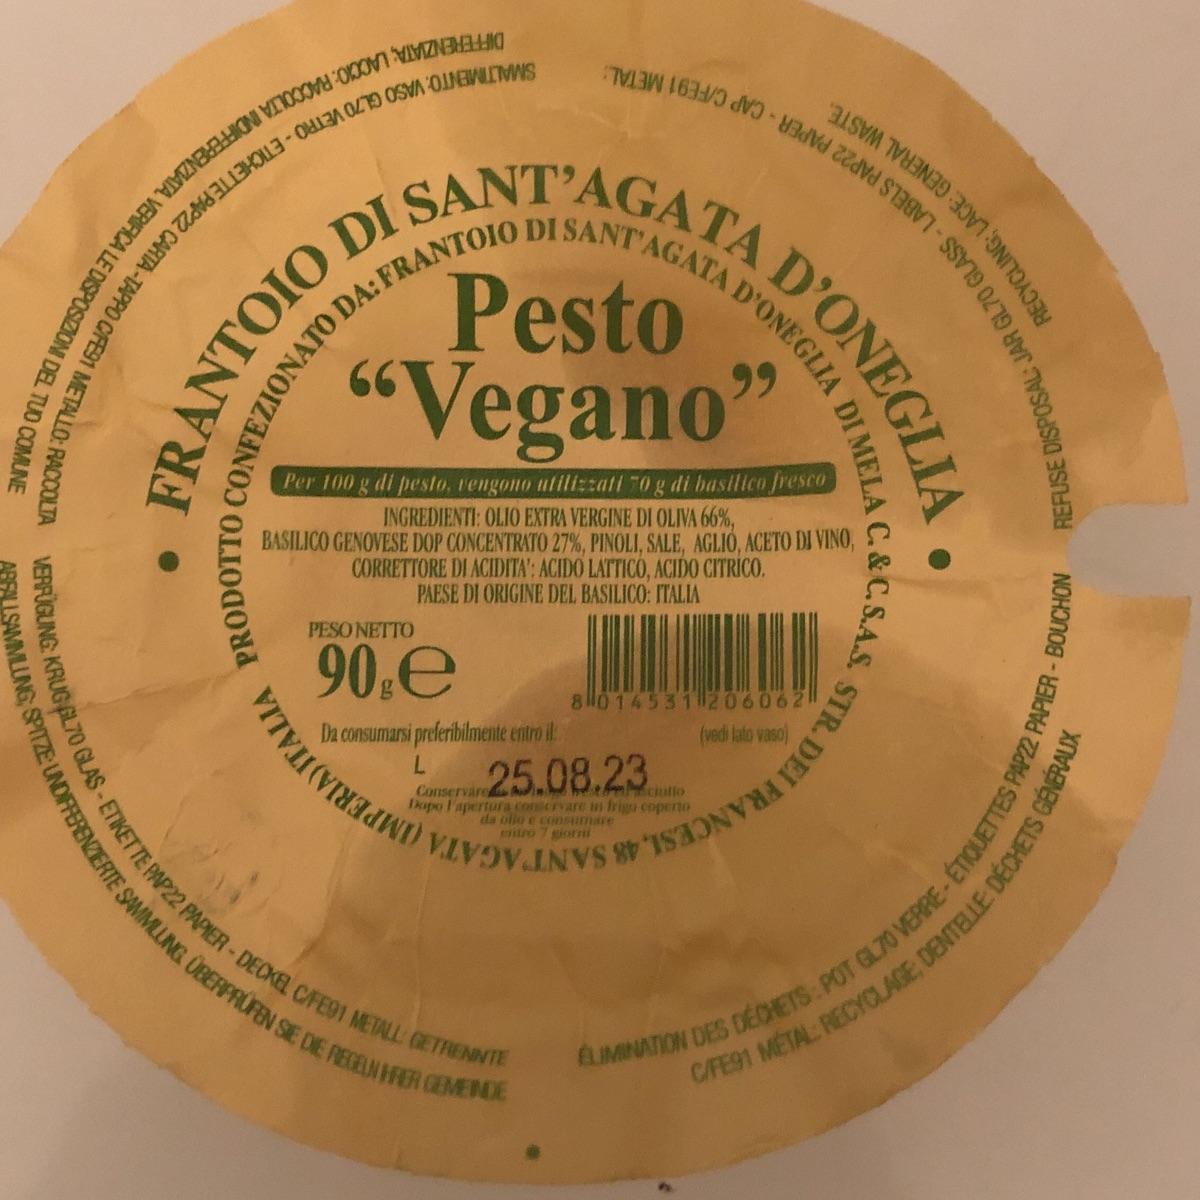 FRANTOIO DI SANT'AGATA D'ONEGLIA
PRODOTTO CONFEZIONATO DA: FRANTOIO DI SANT'AGATA D'ONEGLIA DI MELA C. & C. S.A.S. STR. DEI FRANCESI, 48 SANT'AGATA (IMPERIA) ITALIA
Pesto
“Vegano”
Per 100 g di pesto, vengono utilizzati 70 g di basilico fresco
INGREDIENTI: OLIO EXTRA VERGINE DI OLIVA 66%,
BASILICO GENOVESE DOP CONCENTRATO 27%, PINOLI, SALE, AGLIO, ACETO DI VINO,
CORRETTORE DI ACIDITA': ACIDO LATTICO, ACIDO CITRICO.
PAESE DI ORIGINE DEL BASILICO: ITALIA
PESO NETTO
90 g e
8 014531 206062
Da consumarsi preferibilmente entro il: (vedi lato vaso)
L 25.08.23
Conservare asciutto
Dopo l'apertura conservare in frigo coperto
da olio e consumare
entro 7 giorni
SMALTIMENTO: VASO GL70 VETRO - ETICHETTE PAP22 CARTA - TAPPO C/FE91 METALLO: RACCOLTA
DIFFERENZIATA, LACCIO: RACCOLTA INDIFFERENZIATA. VERIFICA LE DISPOSIZIONI DEL TUO COMUNE
REFUSE DISPOSAL: JAR GL70 GLASS - LABELS PAP22 PAPER - CAP C/FE91 METAL:
RECYCLING, LACE: GENERAL WASTE.
VERFÜGUNG: KRUG GL70 GLAS - ETIKETTE PAP22 PAPIER - DECKEL C/FE91 METALL: GETRENNTE
ABFALLSAMMLUNG, SPITZE: UNDIFFERENZIERTE SAMMLUNG. ÜBERPRÜFEN SIE DIE REGELN IHRER GEMEINDE
ÉLIMINATION DES DÉCHETS: POT GL70 VERRE - ÉTIQUETTES PAP22 PAPIER - BOUCHON
C/FE91 MÉTAL: RECYCLAGE; DENTELLE: DÉCHETS GÉNÉRAUX